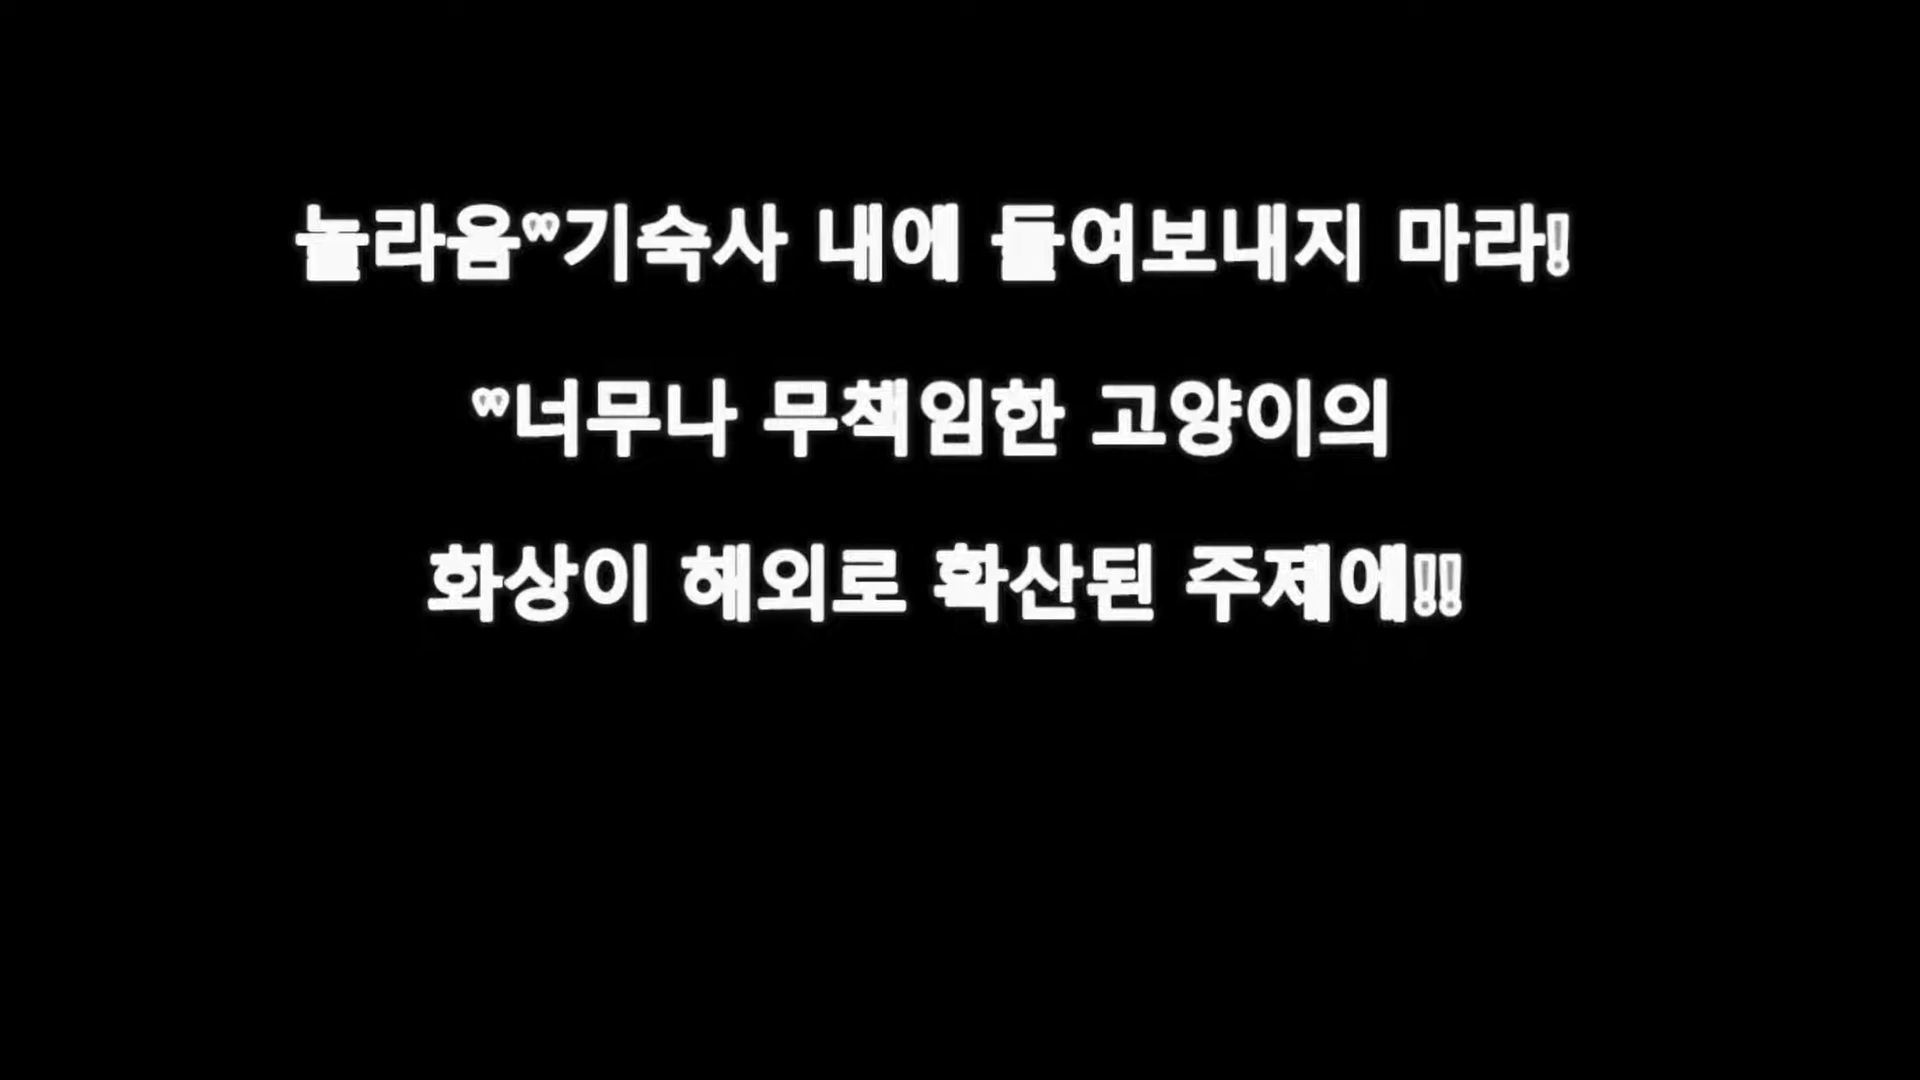 놀라움"기숙사 내에 들여보내지 마라!
"너무나 무책임한 고양이의
화상이 해외로 확산된 주제에!!